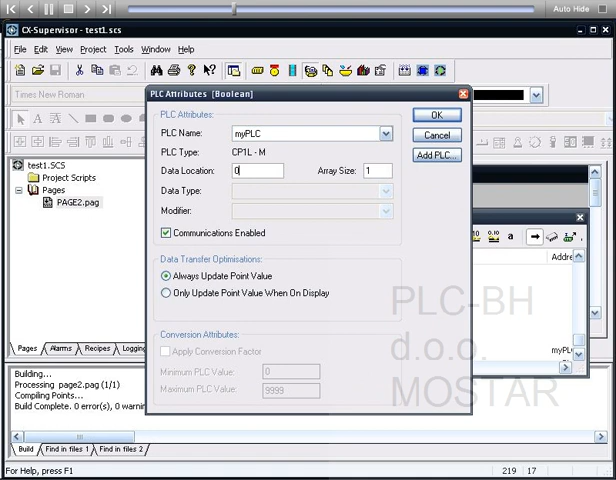 Auto Hide
CX-Supervisor - test1.scs
File Edit View Project Tools Window Help
Times New Roman
PLC Attributes [Boolean]
PLC Attributes:
PLC Name: myPLC
PLC Type: CP1L - M
Data Location: 0 Array Size: 1
Data Type:
Modifier:
Communications Enabled
Data Transfer Optimisations:
Always Update Point Value
Only Update Point Value When On Display
Conversion Attributes:
Apply Conversion Factor
Minimum PLC Value: 0
Maximum PLC Value: 9999
OK
Cancel
Add PLC...
test1.SCS
Project Scripts
Pages
PAGE2.pag
Pages Alarms Recipes Logging
a
Addre
myPL
PLC-BH
d.o.o.
MOSTAR
Building...
Processing page2.pag (1/1)
Compiling Points...
Build Complete. 0 error(s), 0 warnin
Build Find in files 1 Find in files 2
For Help, press F1
219 17